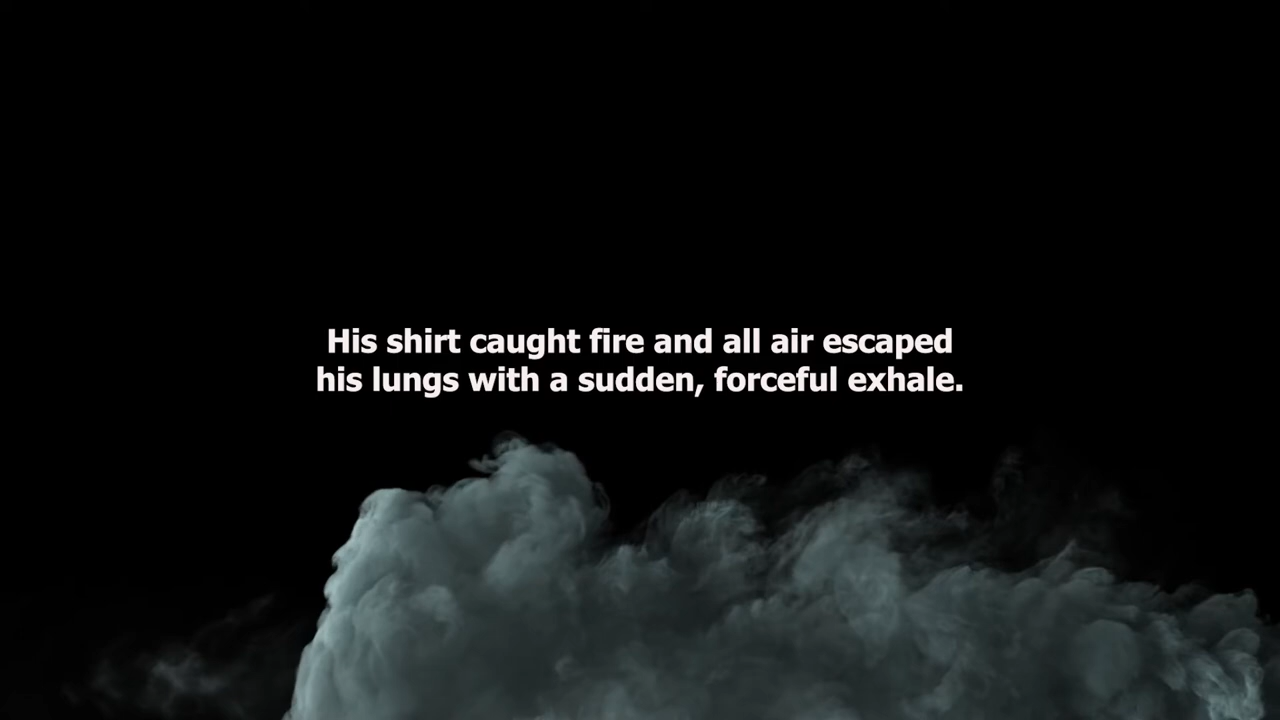 His shirt caught fire and all air escaped
his lungs with a sudden, forceful exhale.